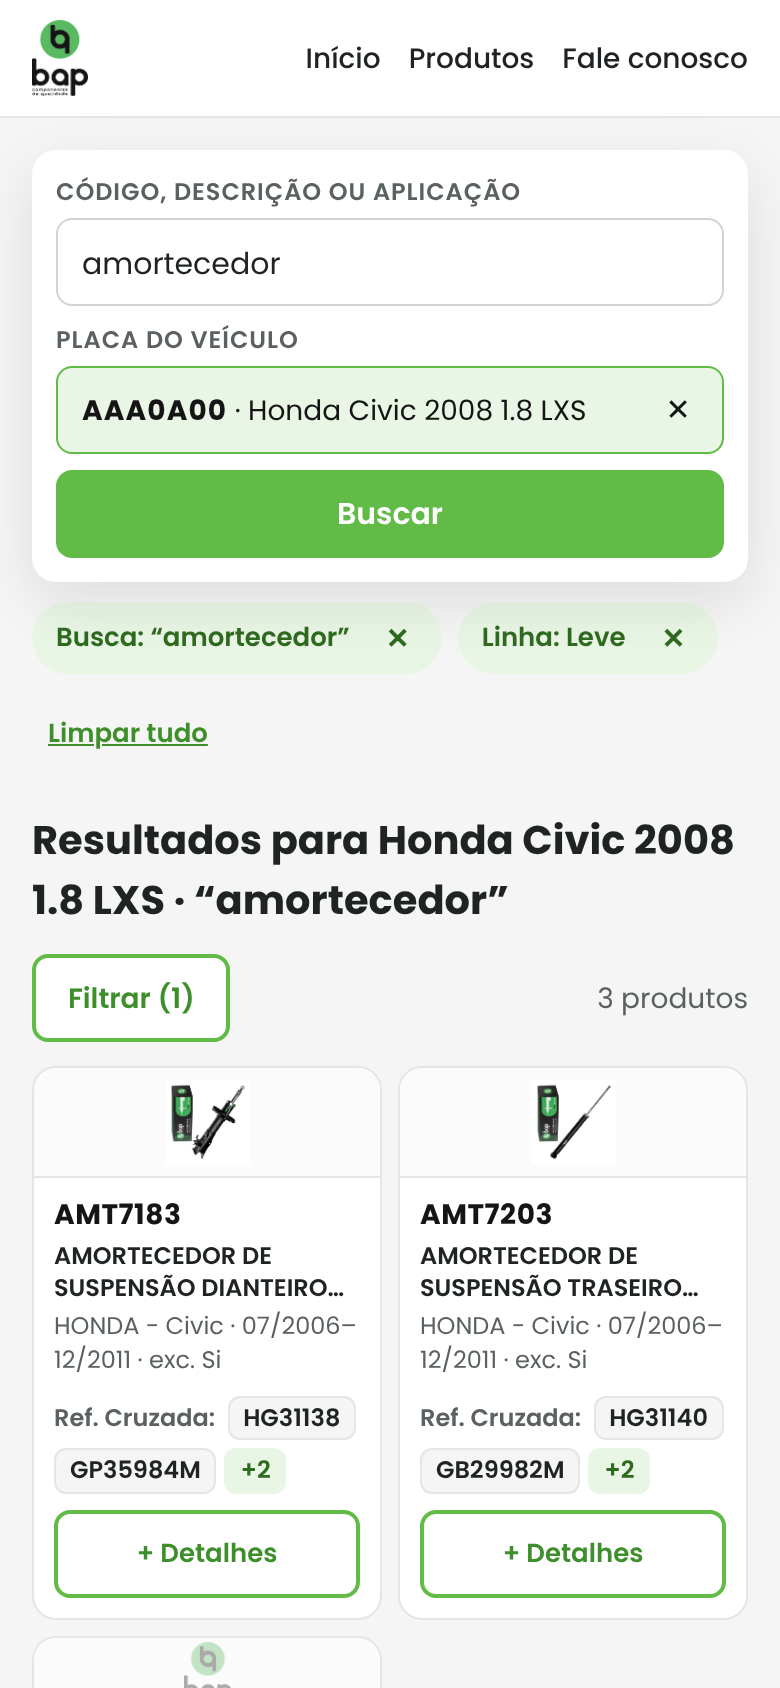 bap
componentes
de qualidade
Início Produtos Fale conosco
CÓDIGO, DESCRIÇÃO OU APLICAÇÃO
amortecedor
PLACA DO VEÍCULO
AAA0A00 · Honda Civic 2008 1.8 LXS ✕
Buscar
Busca: “amortecedor” ✕ Linha: Leve ✕
Limpar tudo
Resultados para Honda Civic 2008
1.8 LXS · “amortecedor”
Filtrar (1) 3 produtos
AMT7183
AMORTECEDOR DE
SUSPENSÃO DIANTEIRO...
HONDA - Civic · 07/2006–
12/2011 · exc. Si
Ref. Cruzada: HG31138
GP35984M +2
+ Detalhes
AMT7203
AMORTECEDOR DE
SUSPENSÃO TRASEIRO...
HONDA - Civic · 07/2006–
12/2011 · exc. Si
Ref. Cruzada: HG31140
GB29982M +2
+ Detalhes
bap